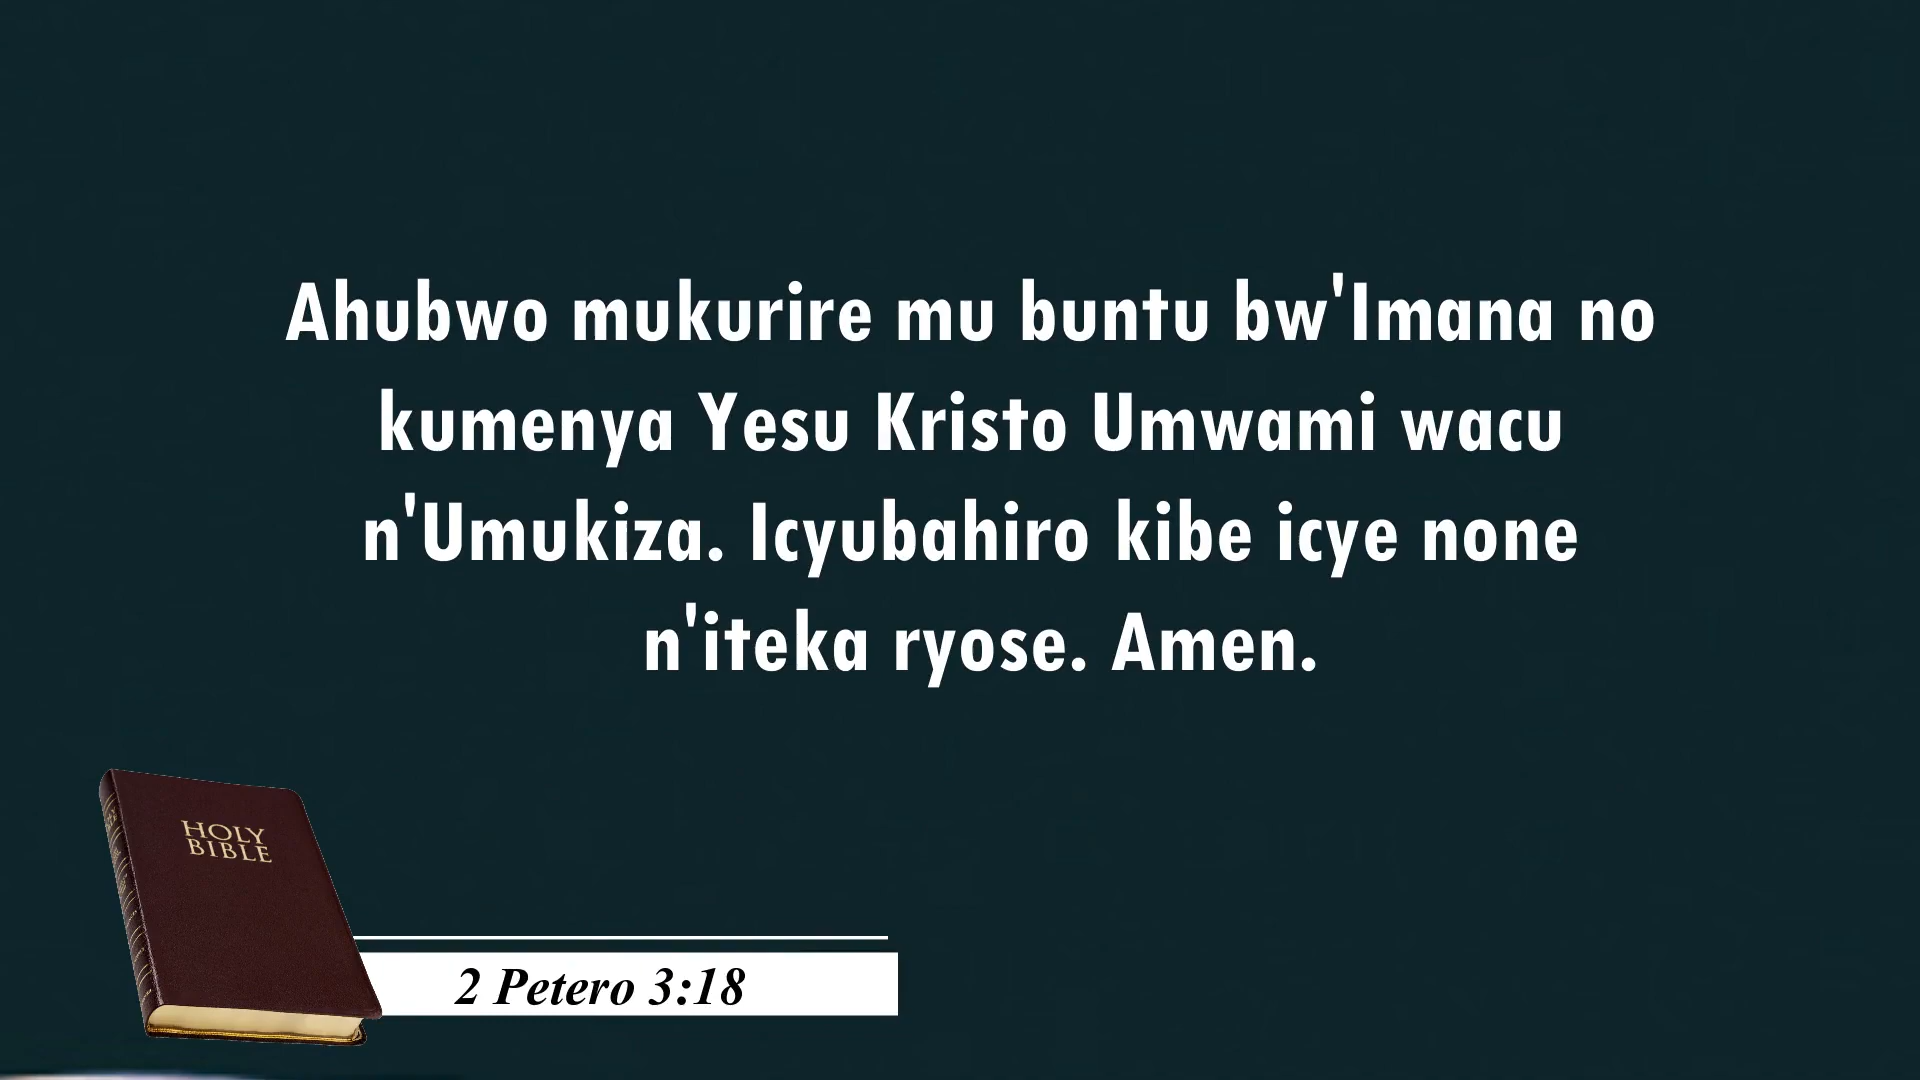 Ahubwo mukurire mu buntu bw'Imana no
kumenya Yesu Kristo Umwami wacu
n'Umukiza. Icyubahiro kibe icye none
n'iteka ryose. Amen.
HOLY
BIBLE
2 Petero 3:18